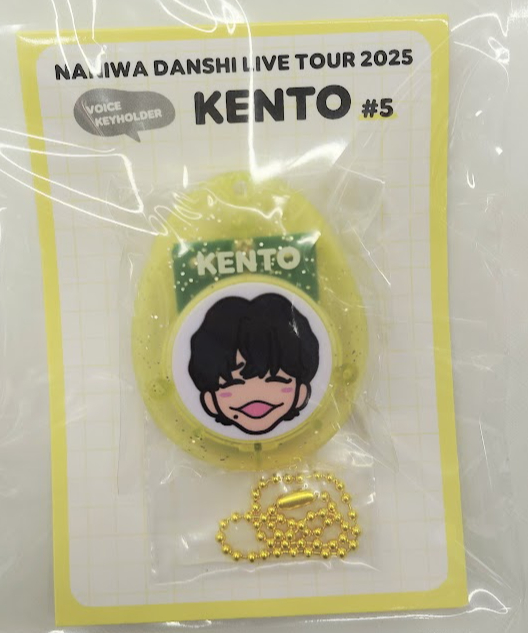 NANIWA DANSHI LIVE TOUR 2025
VOICE
KEYHOLDER
KENTO #5
KENTO